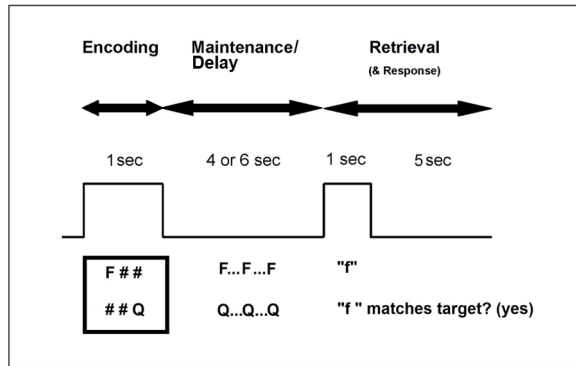 Encoding Maintenance/ Retrieval
Delay (& Response)
1 sec 4 or 6 sec 1 sec 5 sec
F # # F...F...F "f"
# # Q Q...Q...Q "f " matches target? (yes)